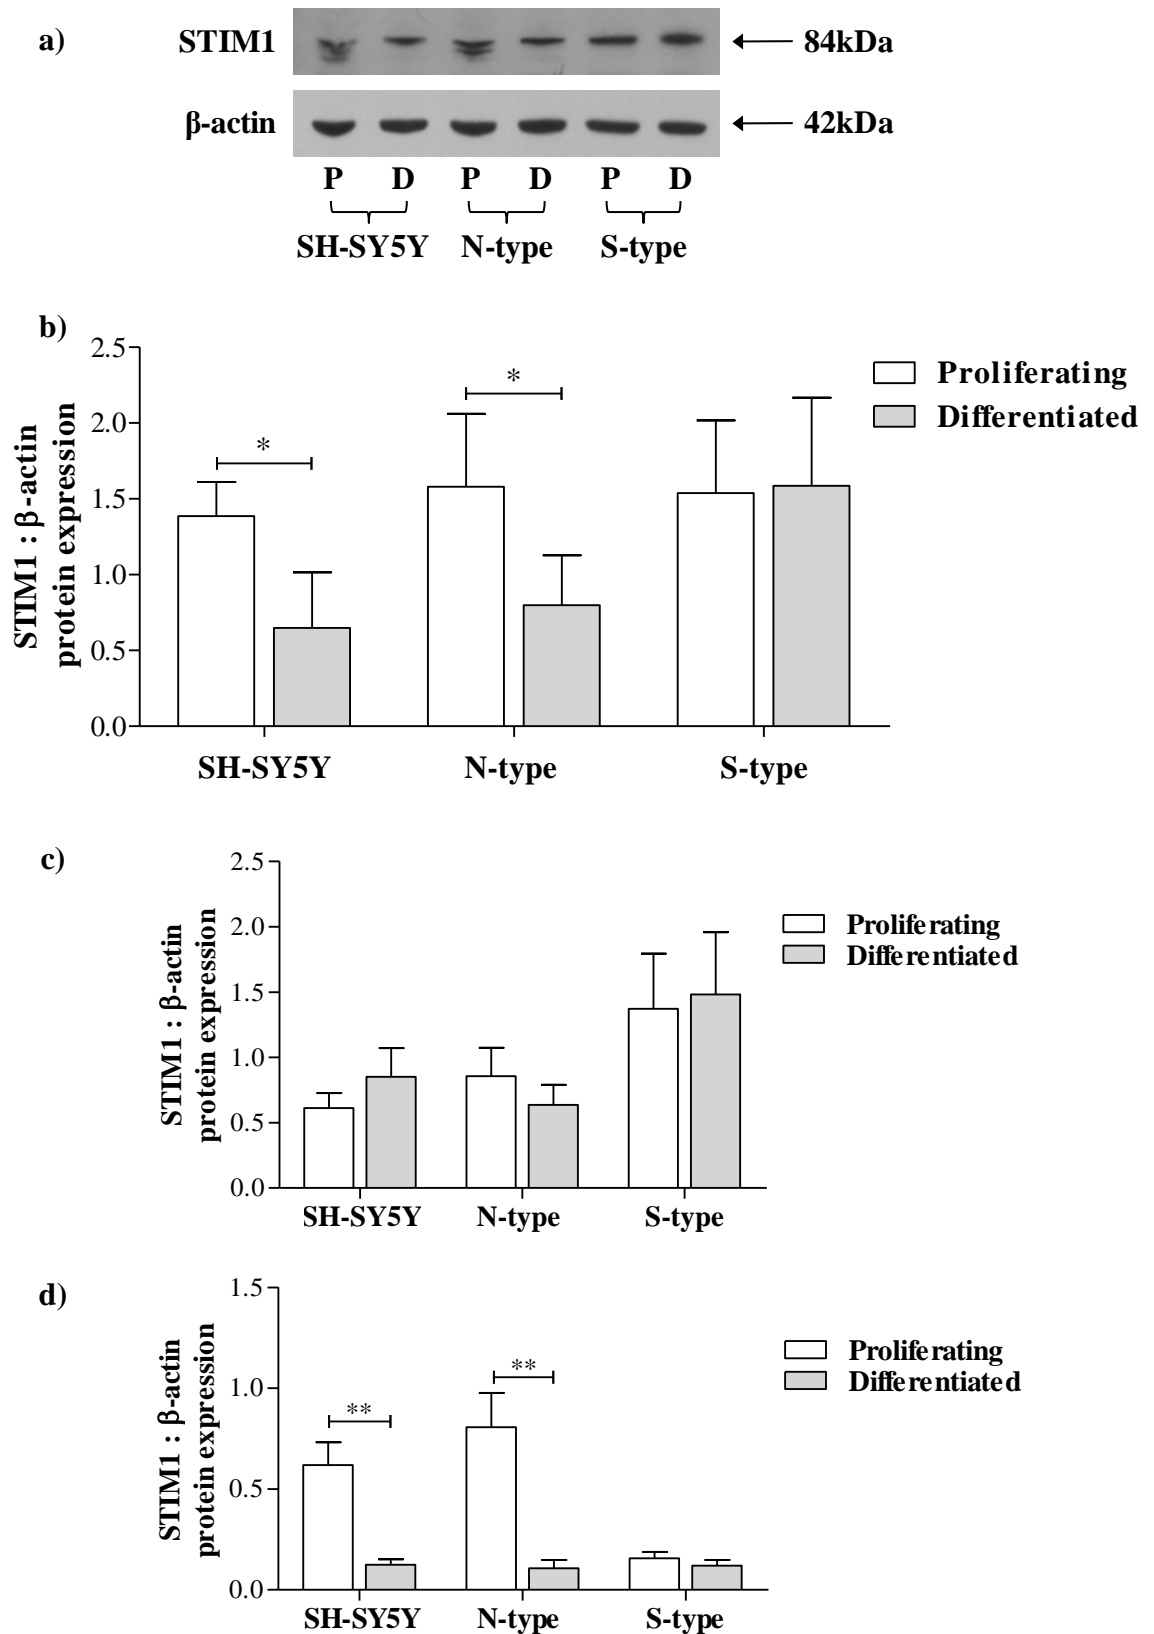 a)
STIM1
84kDa
β-actin
42kDa
P D P D P D
SH-SY5Y N-type S-type
b)
STIM1 : β-actin
protein expression
2.5
2.0
1.5
1.0
0.5
0.0
*
*
SH-SY5Y N-type S-type
Proliferating
Differentiated
c)
STIM1 : β-actin
protein expression
2.5
2.0
1.5
1.0
0.5
0.0
SH-SY5Y N-type S-type
Proliferating
Differentiated
d)
STIM1 : β-actin
protein expression
1.5
1.0
0.5
0.0
**
**
SH-SY5Y N-type S-type
Proliferating
Differentiated